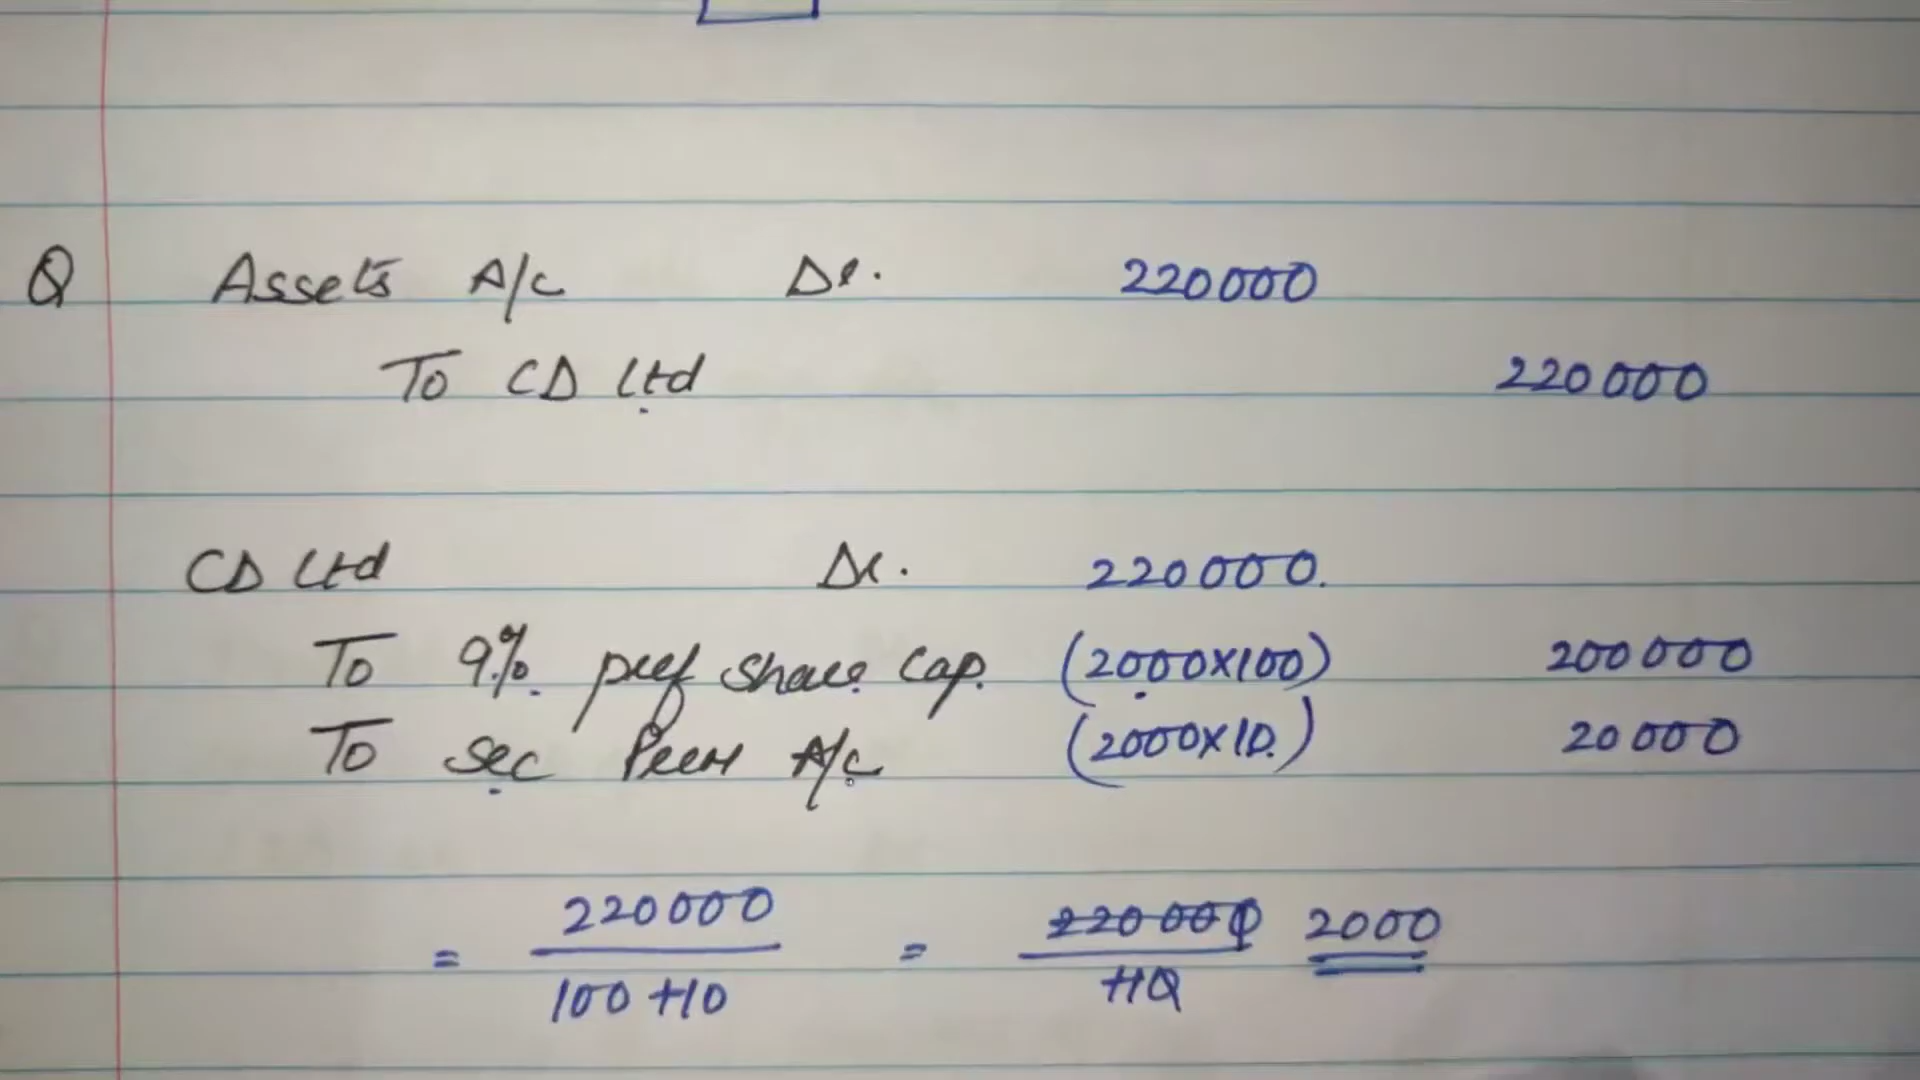 Q Assets A/c Dr. 220000
To CD Ltd 220000
CD Ltd Dr. 220000.
To 9% pref share Cap. (2000x100) 200000
To sec Prem A/c (2000x10.) 20000
= 220000 / 100+10 = 220000 / 110 2000